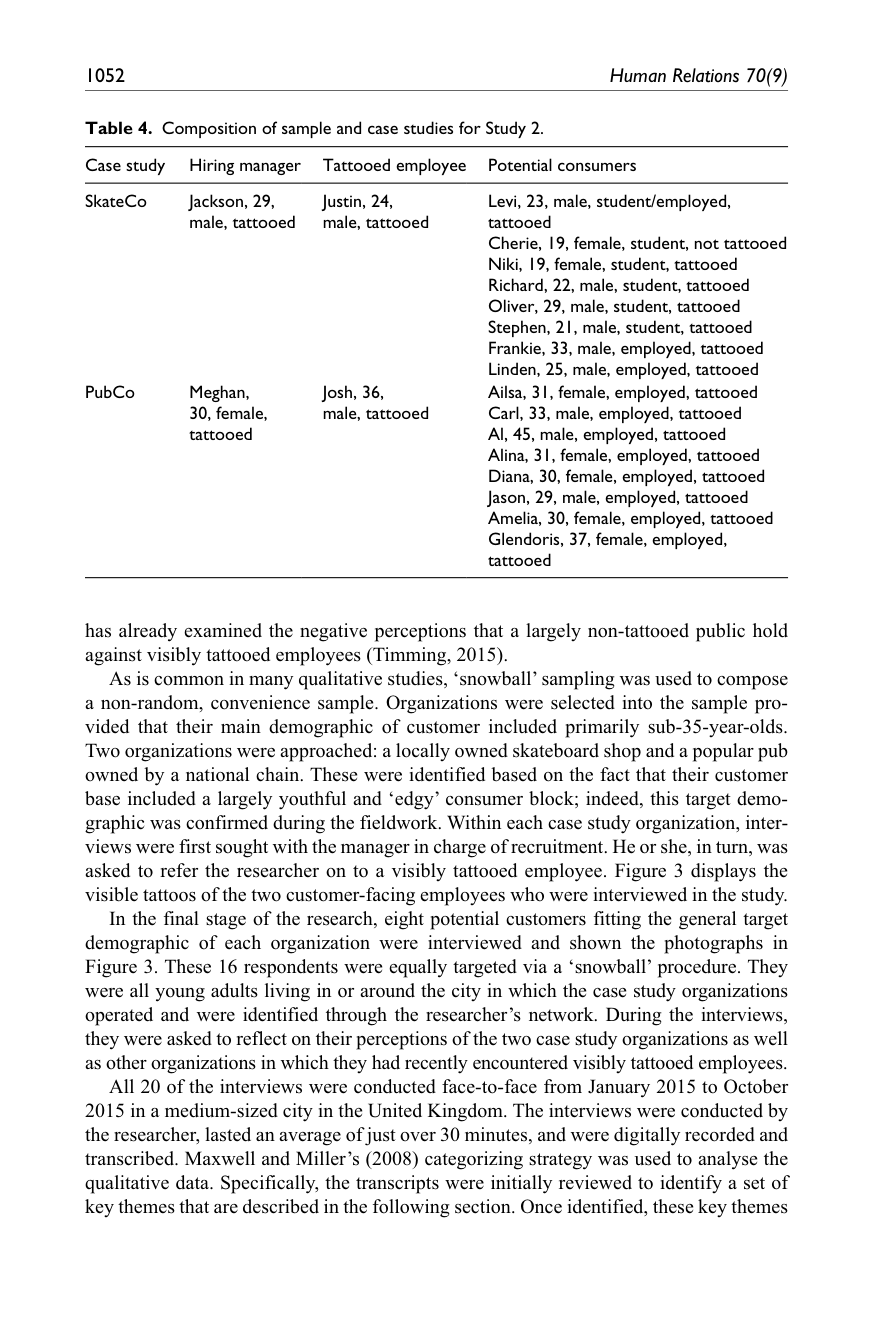 1052
Human Relations 70(9)
Table 4. Composition of sample and case studies for Study 2.
Case study Hiring manager Tattooed employee Potential consumers
SkateCo Jackson, 29, Justin, 24, Levi, 23, male, student/employed,
male, tattooed male, tattooed tattooed
Cherie, 19, female, student, not tattooed
Niki, 19, female, student, tattooed
Richard, 22, male, student, tattooed
Oliver, 29, male, student, tattooed
Stephen, 21, male, student, tattooed
Frankie, 33, male, employed, tattooed
Linden, 25, male, employed, tattooed
PubCo Meghan, Josh, 36, Ailsa, 31, female, employed, tattooed
30, female, male, tattooed Carl, 33, male, employed, tattooed
tattooed Al, 45, male, employed, tattooed
Alina, 31, female, employed, tattooed
Diana, 30, female, employed, tattooed
Jason, 29, male, employed, tattooed
Amelia, 30, female, employed, tattooed
Glendoris, 37, female, employed,
tattooed
has already examined the negative perceptions that a largely non-tattooed public hold
against visibly tattooed employees (Timming, 2015).
As is common in many qualitative studies, ‘snowball’ sampling was used to compose
a non-random, convenience sample. Organizations were selected into the sample pro-
vided that their main demographic of customer included primarily sub-35-year-olds.
Two organizations were approached: a locally owned skateboard shop and a popular pub
owned by a national chain. These were identified based on the fact that their customer
base included a largely youthful and ‘edgy’ consumer block; indeed, this target demo-
graphic was confirmed during the fieldwork. Within each case study organization, inter-
views were first sought with the manager in charge of recruitment. He or she, in turn, was
asked to refer the researcher on to a visibly tattooed employee. Figure 3 displays the
visible tattoos of the two customer-facing employees who were interviewed in the study.
In the final stage of the research, eight potential customers fitting the general target
demographic of each organization were interviewed and shown the photographs in
Figure 3. These 16 respondents were equally targeted via a ‘snowball’ procedure. They
were all young adults living in or around the city in which the case study organizations
operated and were identified through the researcher’s network. During the interviews,
they were asked to reflect on their perceptions of the two case study organizations as well
as other organizations in which they had recently encountered visibly tattooed employees.
All 20 of the interviews were conducted face-to-face from January 2015 to October
2015 in a medium-sized city in the United Kingdom. The interviews were conducted by
the researcher, lasted an average of just over 30 minutes, and were digitally recorded and
transcribed. Maxwell and Miller’s (2008) categorizing strategy was used to analyse the
qualitative data. Specifically, the transcripts were initially reviewed to identify a set of
key themes that are described in the following section. Once identified, these key themes